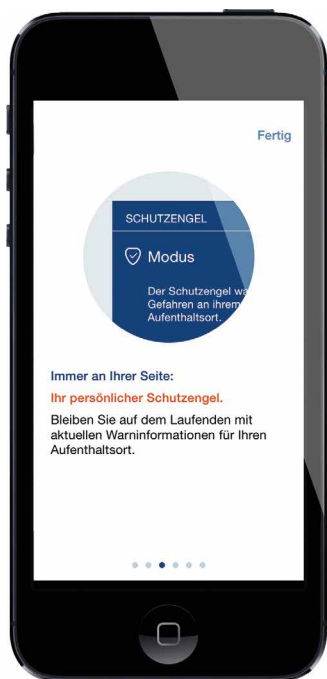 Fertig
SCHUTZENGEL
Modus
Der Schutzengel
Gefahren an ihrem
Aufenthaltsort.
Immer an Ihrer Seite:
Ihr persönlicher Schutzengel.
Bleiben Sie auf dem Laufenden mit
aktuellen Warninformationen für Ihren
Aufenthaltsort.